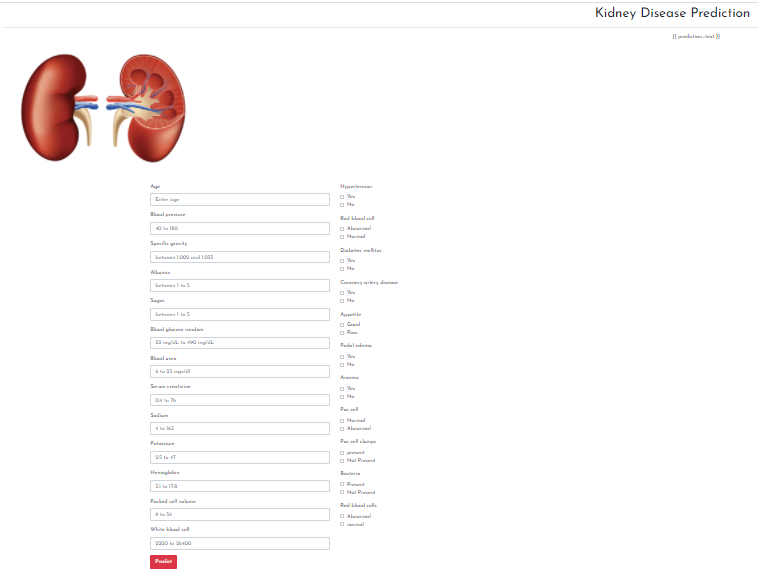 Kidney Disease Prediction
{{ prediction_text }}
Age
Enter age
Blood pressure
40 to 180
Specific gravity
between 1.002 and 1.025
Albumin
between 1 to 5
Sugar
between 1 to 5
Blood glucose random
22 mg/dL to 490 mg/dL
Blood urea
6 to 25 mgs/dl
Serum creatinine
0.4 to 76
Sodium
4 to 163
Potassium
2.5 to 47
Hemoglobin
3.1 to 17.8
Packed cell volume
9 to 54
White blood cell
2200 to 26400
Predict
Hypertension
Yes
No
Red blood cell
Abnormal
Normal
Diabetes mellitus
Yes
No
Coronary artery disease
Yes
No
Appetite
Good
Poor
Pedal edema
Yes
No
Anemia
Yes
No
Pus cell
Normal
Abnormal
Pus cell clumps
present
Not Present
Bacteria
Present
Not Present
Red blood cells
Abnormal
normal